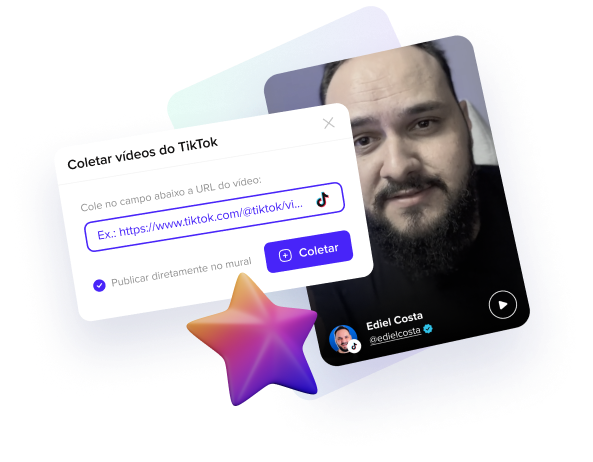 Coletar vídeos do TikTok
Cole no campo abaixo a URL do vídeo:
Ex.: https://www.tiktok.com/@tiktok/vi...
Publicar diretamente no mural
Coletar
Ediel Costa
@edielcosta